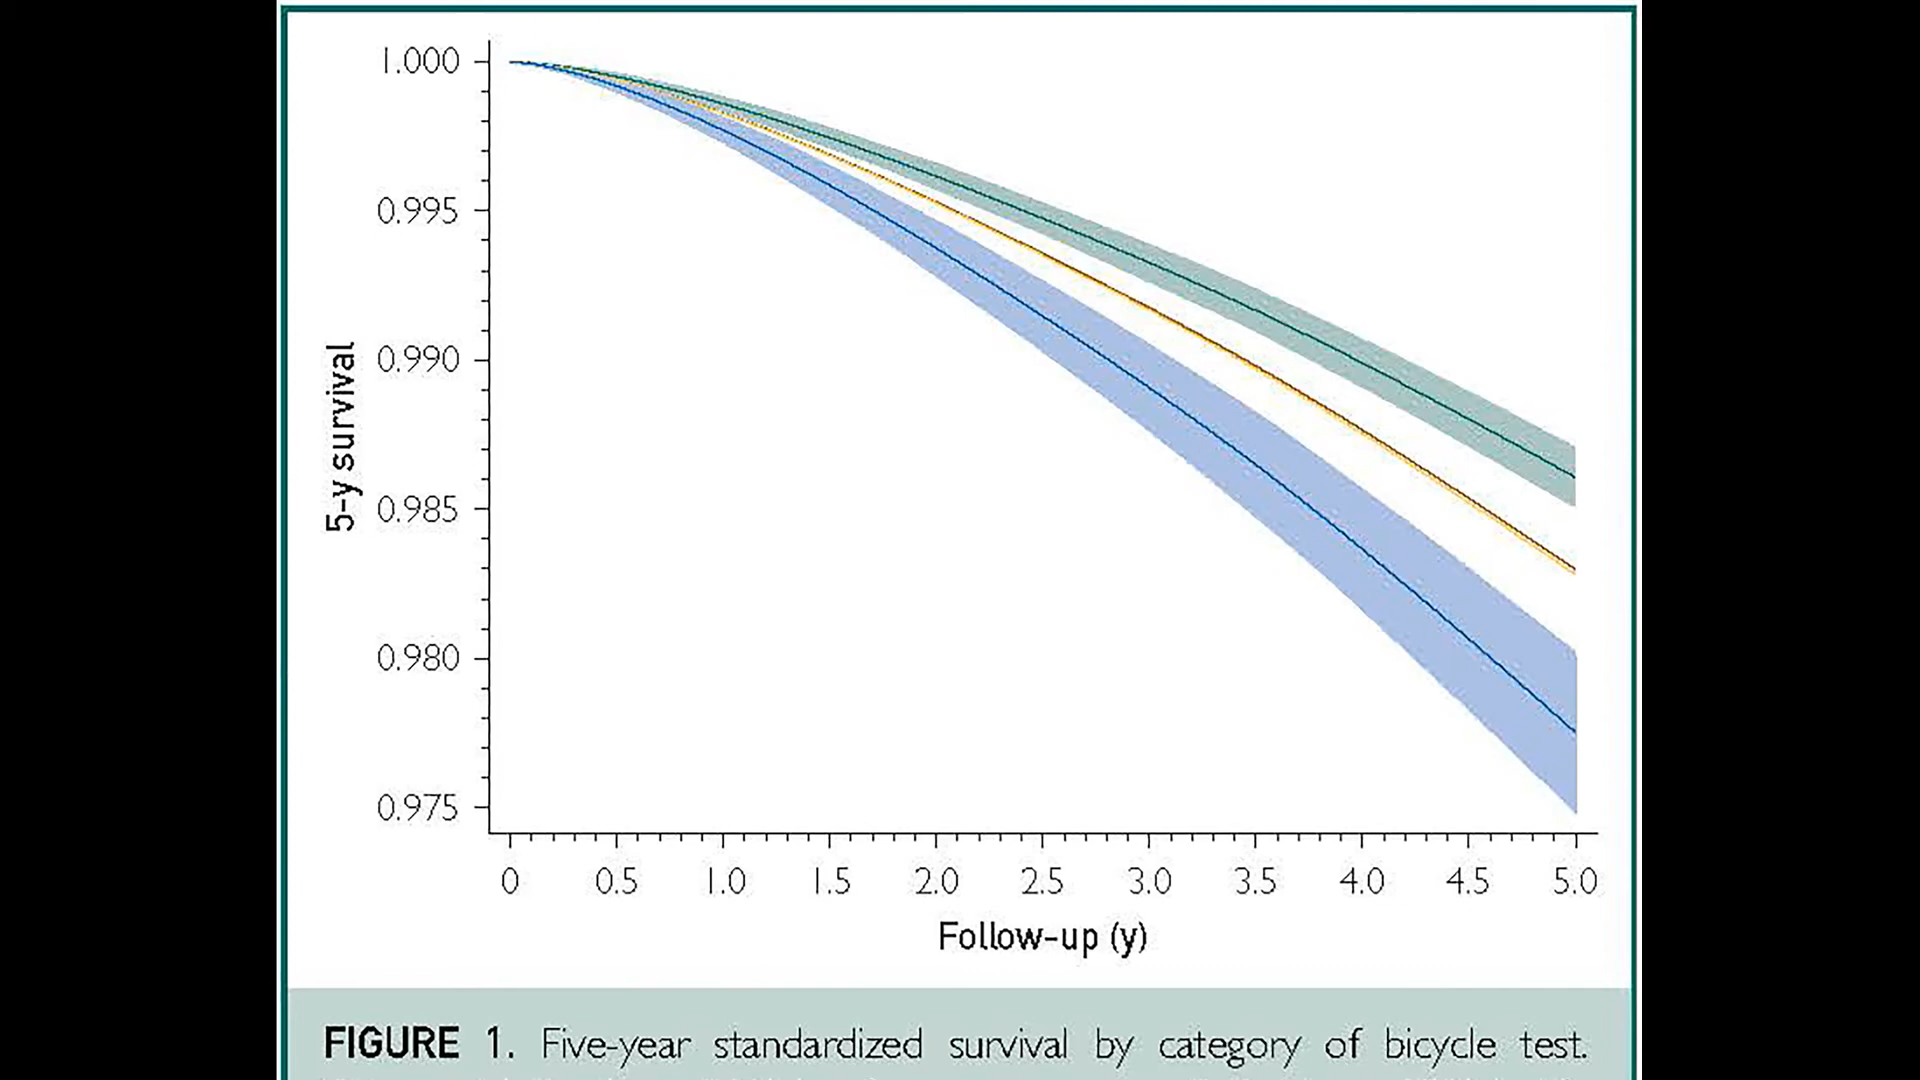 1.000
0.995
0.990
0.985
0.980
0.975
5-y survival
0 0.5 1.0 1.5 2.0 2.5 3.0 3.5 4.0 4.5 5.0
Follow-up (y)
FIGURE 1. Five-year standardized survival by category of bicycle test.